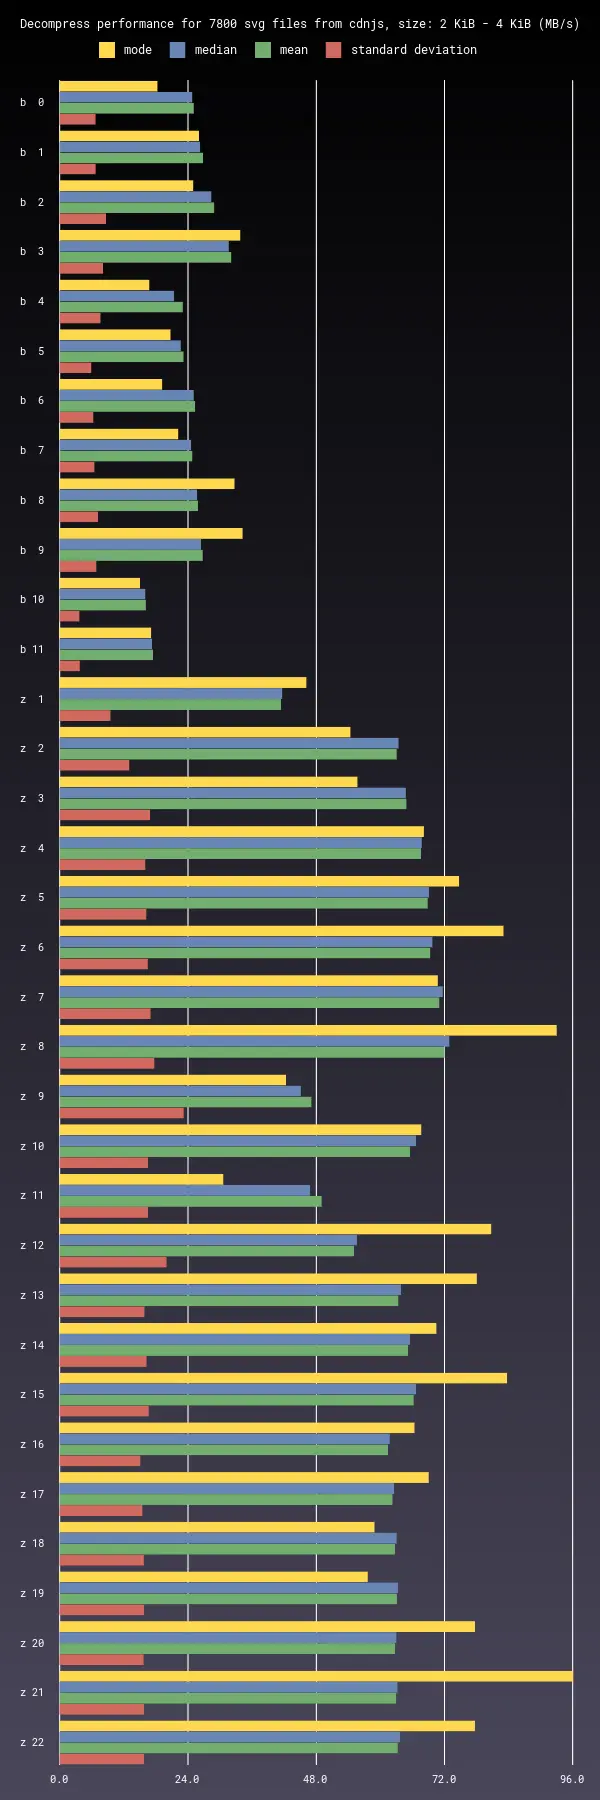 Decompress performance for 7800 svg files from cdnjs, size: 2 KiB - 4 KiB (MB/s)
mode median mean standard deviation
b 0
b 1
b 2
b 3
b 4
b 5
b 6
b 7
b 8
b 9
b 10
b 11
z 1
z 2
z 3
z 4
z 5
z 6
z 7
z 8
z 9
z 10
z 11
z 12
z 13
z 14
z 15
z 16
z 17
z 18
z 19
z 20
z 21
z 22
0.0 24.0 48.0 72.0 96.0